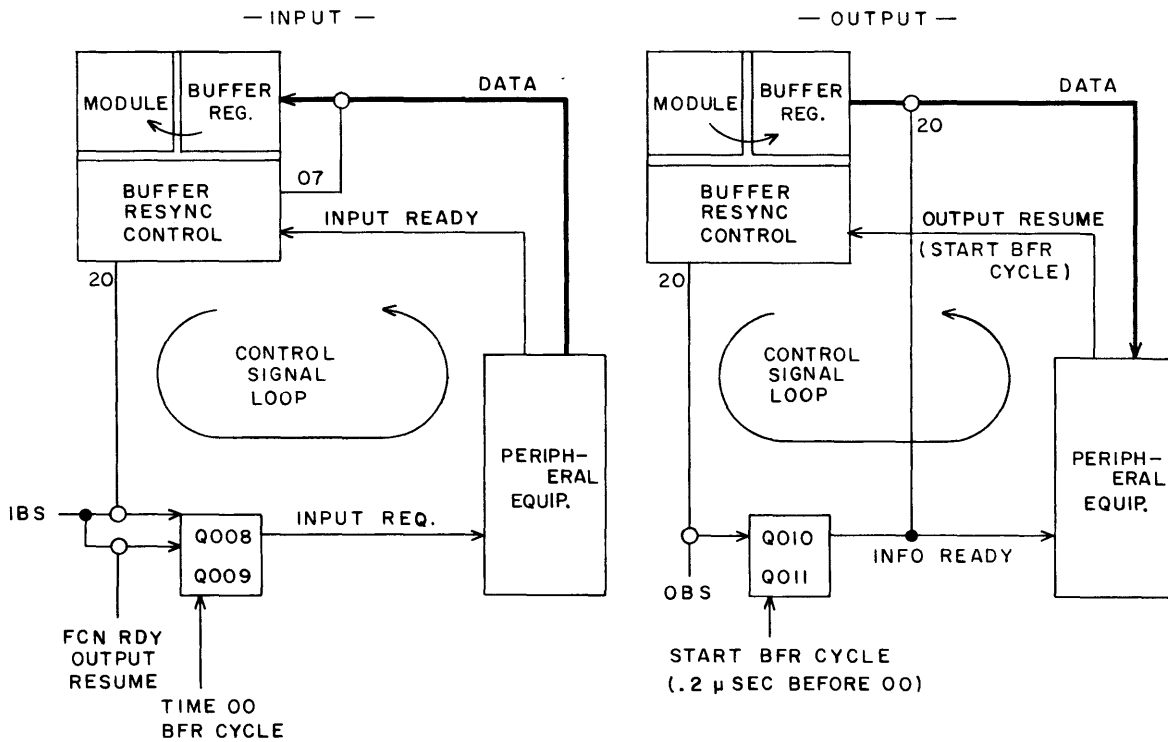 — INPUT —
MODULE
BUFFER
REG.
DATA
BUFFER
RESYNC
CONTROL
07
INPUT READY
20
CONTROL
SIGNAL
LOOP
PERIPH-
ERAL
EQUIP.
IBS
Q008
Q009
INPUT REQ.
FCN RDY
OUTPUT
RESUME
TIME 00
BFR CYCLE
— OUTPUT —
MODULE
BUFFER
REG.
DATA
20
BUFFER
RESYNC
CONTROL
OUTPUT RESUME
(START BFR
CYCLE)
20
CONTROL
SIGNAL
LOOP
PERIPH-
ERAL
EQUIP.
Q010
Q011
INFO READY
OBS
START BFR CYCLE
(.2 µ SEC BEFORE 00)